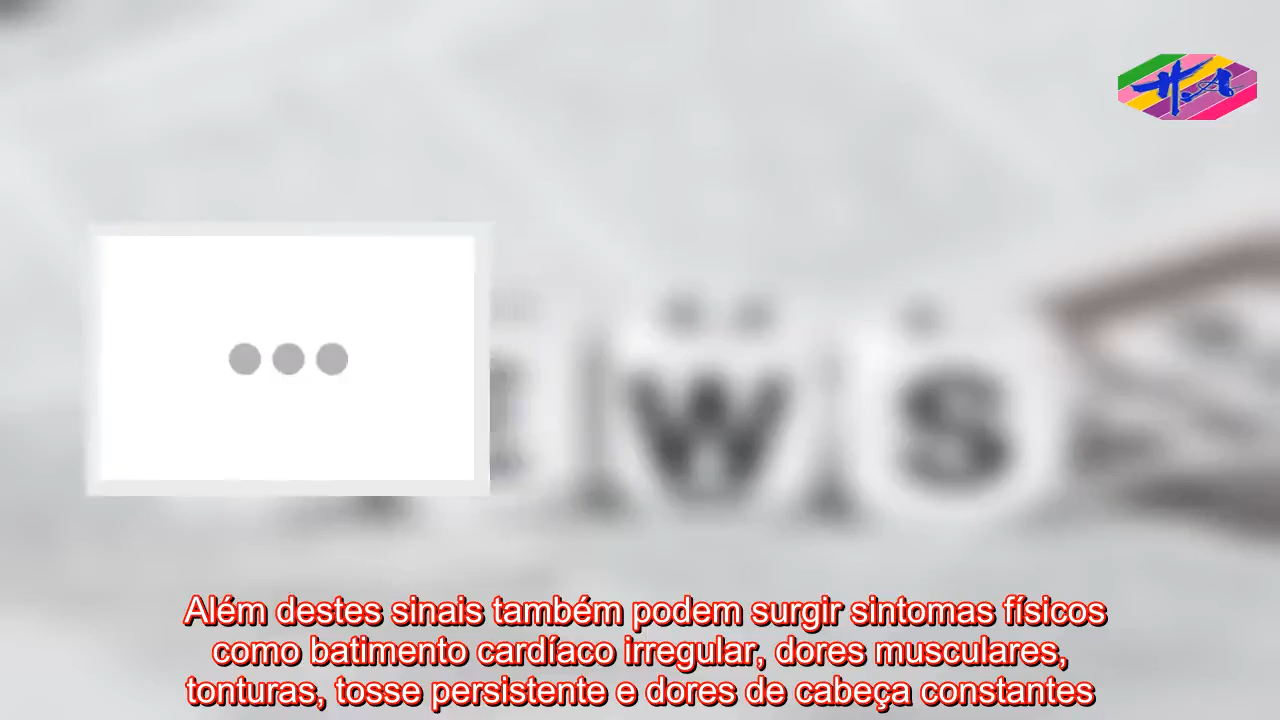 WS
Além destes sinais também podem surgir sintomas físicos
como batimento cardíaco irregular, dores musculares,
tonturas, tosse persistente e dores de cabeça constantes